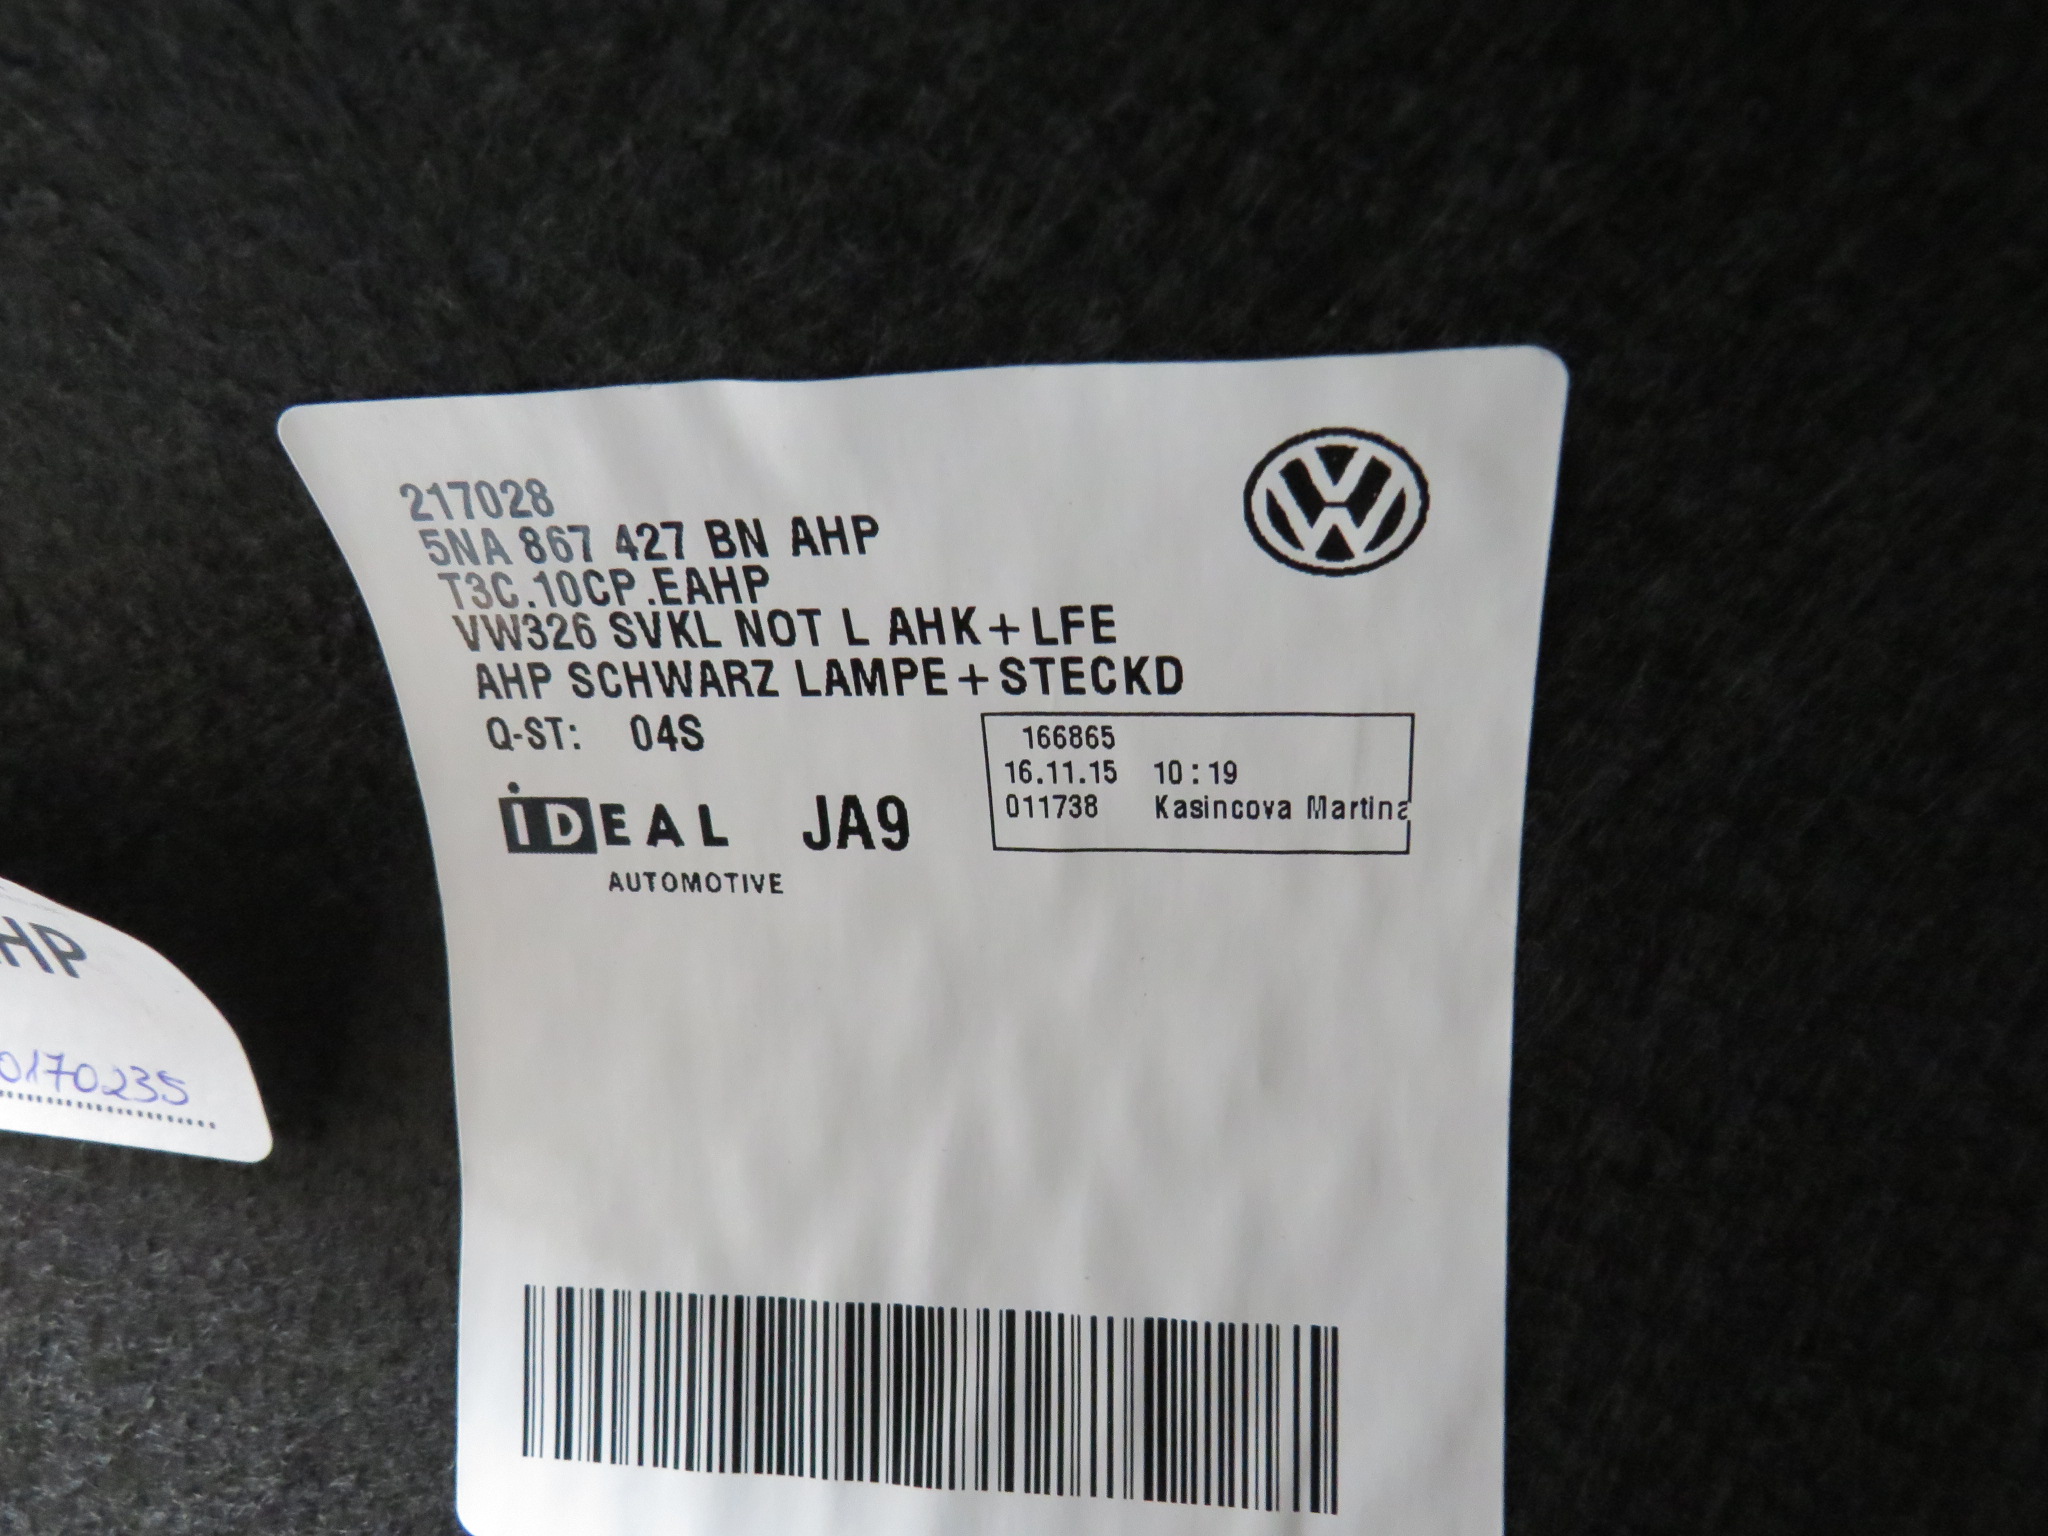 217028
5NA 867 427 BN AHP
T3C.10CP.EAHP
VW326 SVKL NOT L AHK+LFE
AHP SCHWARZ LAMPE+STECKD
Q-ST: 04S
166865
16.11.15 10:19
011738 Kasincova Martina
iDEAL JA9
AUTOMOTIVE
HP
0170235